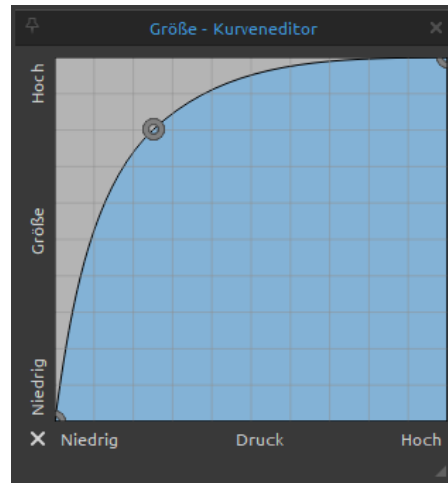 Größe - Kurveneditor
Hoch
Größe
Niedrig
Niedrig Druck Hoch